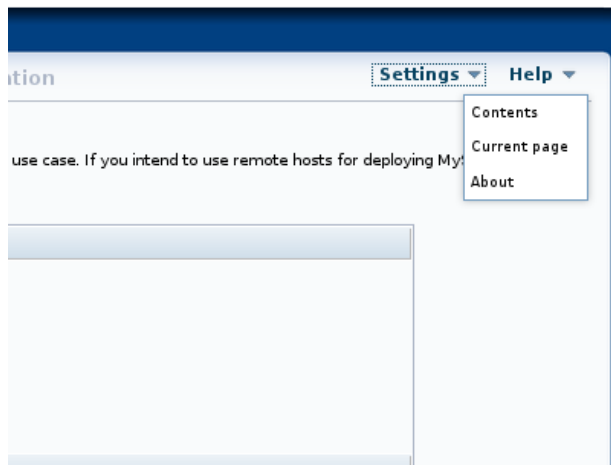 ation
Settings Help
Contents
Current page
About
use case. If you intend to use remote hosts for deploying My